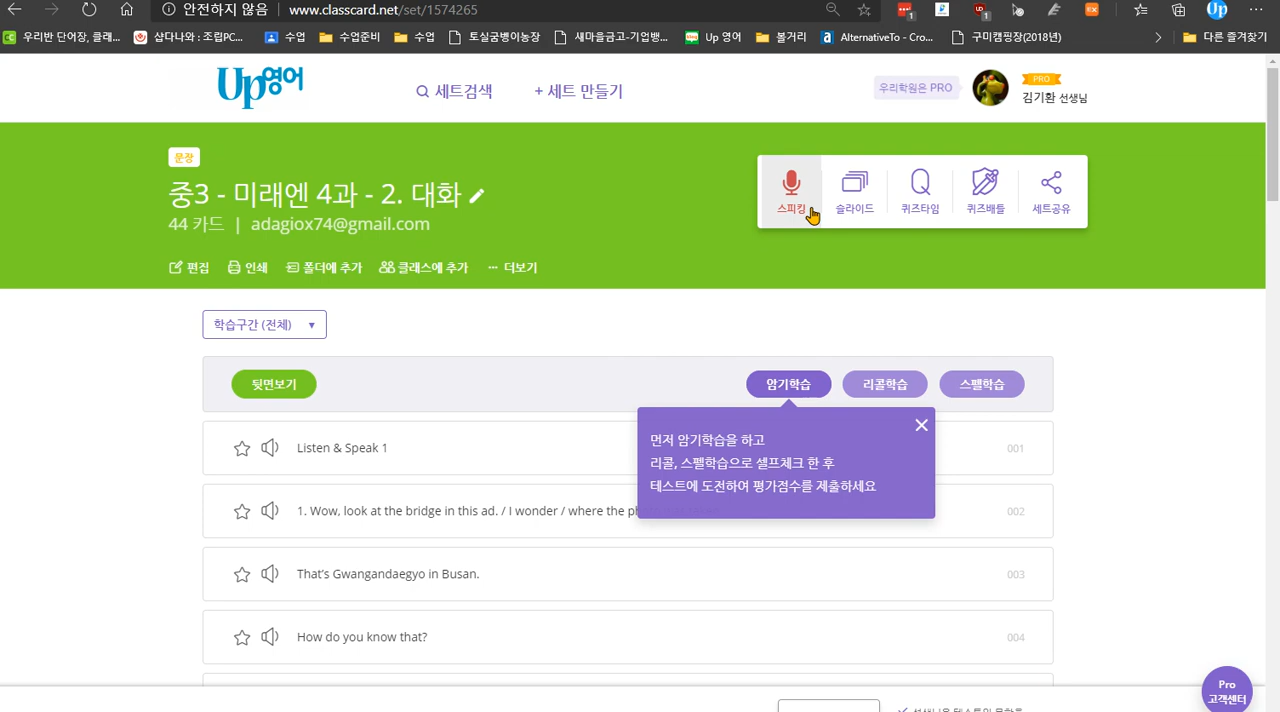 안전하지 않음 | www.classcard.net/set/1574265
우리반 단어장, 클래... 삽다사와 : 조립PC... 수업 수업준비 수업 토실굼벵이농장 새마을금고-기업뱅... Up 영어 볼거리 AlternativeTo - Cro... 구미캠핑장(2018년) 다른 즐겨찾기
Up영어 세트검색 + 세트 만들기 우리학원은 PRO PRO
김기환 선생님
문장
중3 - 미래엔 4과 - 2. 대화
44 카드 | adagiox74@gmail.com
스피킹 슬라이드 퀴즈타임 퀴즈배틀 세트공유
편집 인쇄 폴더에 추가 클래스에 추가 ··· 더보기
학습구간 (전체) ▼
뒷면보기 암기학습 리콜학습 스펠학습
먼저 암기학습을 하고
리콜, 스펠학습으로 셀프체크 한 후
테스트에 도전하여 평가점수를 제출하세요
Listen & Speak 1 001
1. Wow, look at the bridge in this ad. / I wonder / where the 002
That's Gwangandaegyo in Busan. 003
How do you know that? 004
Pro
고객센터